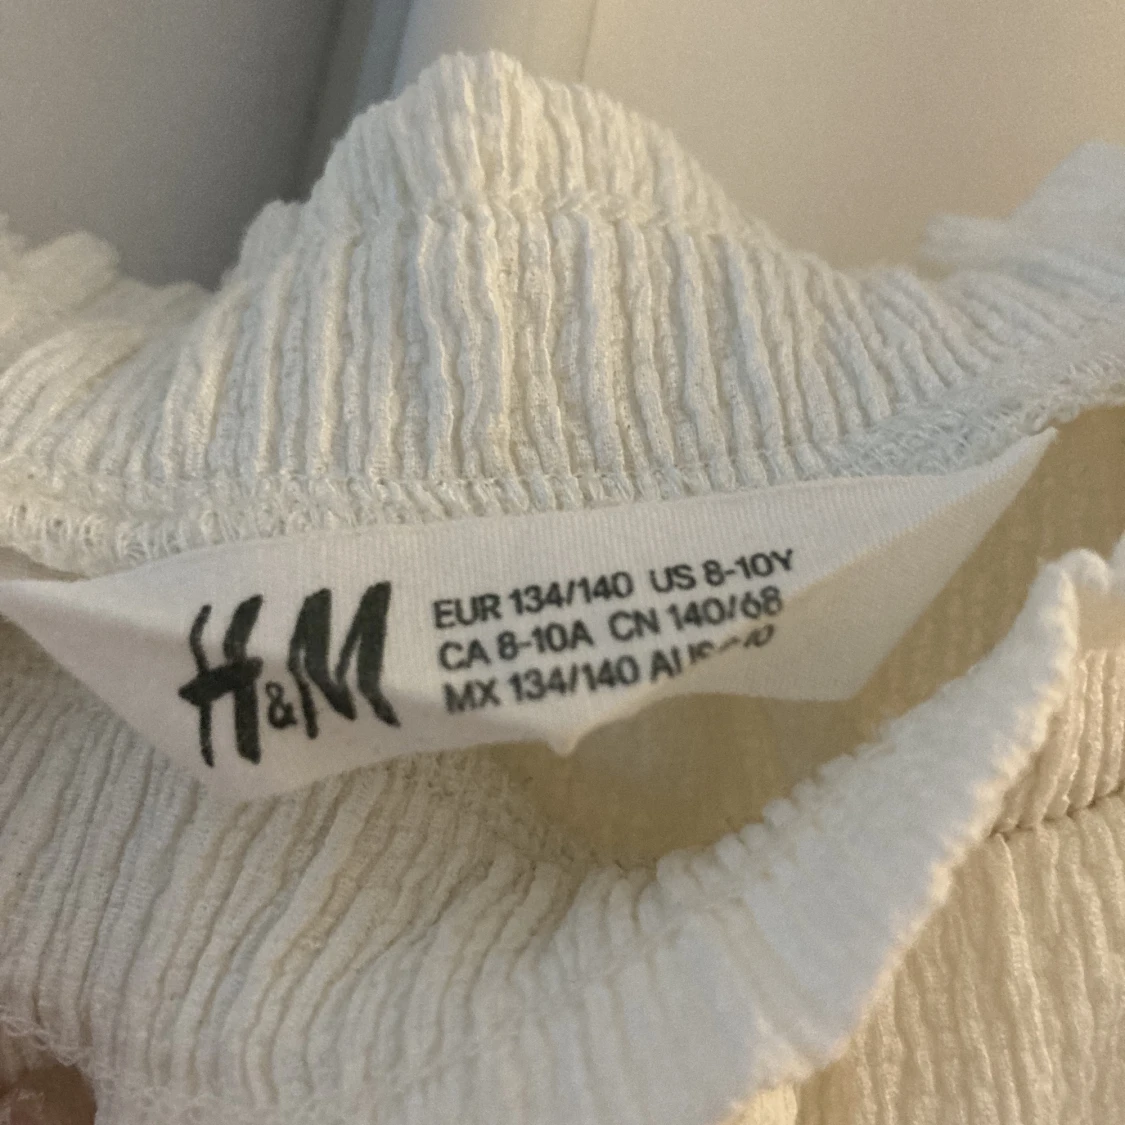 H&M
EUR 134/140 US 8-10Y
CA 8-10A CN 140/68
MX 134/140